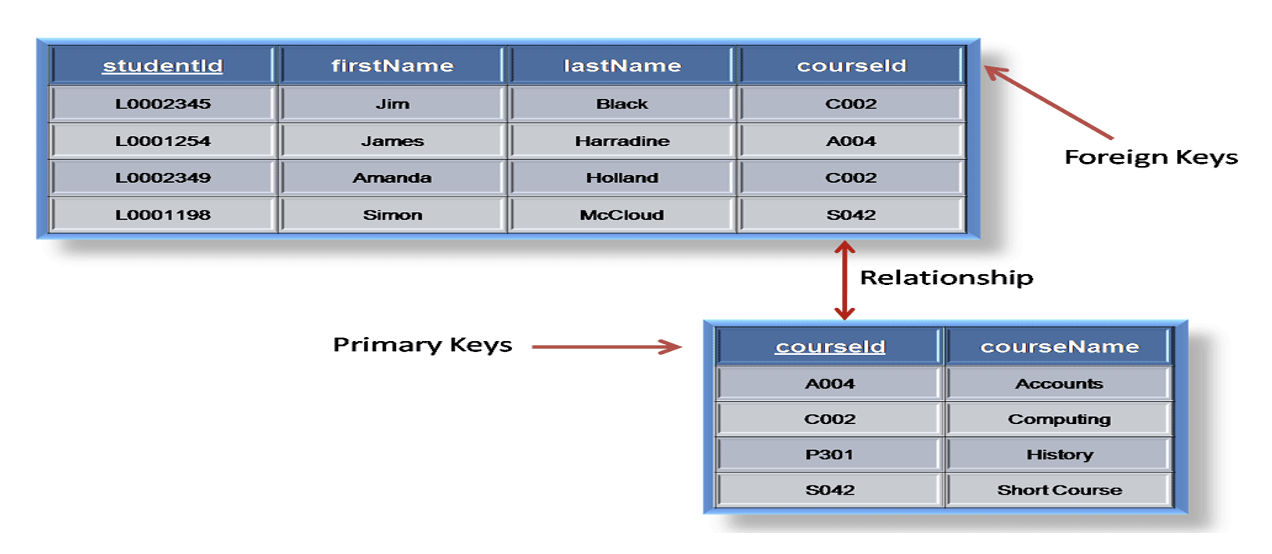 studentId firstName lastName courseId
L0002345 Jim Black C002
L0001254 James Harradine A004
L0002349 Amanda Holland C002
L0001198 Simon McCloud S042
Foreign Keys
Relationship
Primary Keys
courseId courseName
A004 Accounts
C002 Computing
P301 History
S042 Short Course